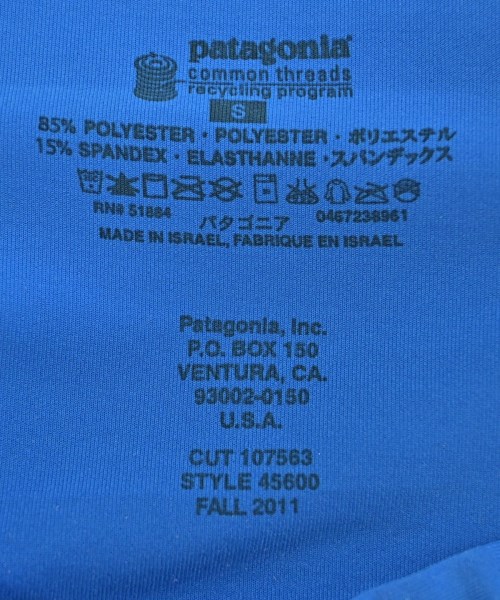 patagonia®
common threads
recycling program
S
85% POLYESTER · POLYESTER · ポリエステル
15% SPANDEX · ELASTHANNE · スパンデックス
RN# 51884 パタゴニア 0467238961
MADE IN ISRAEL, FABRIQUE EN ISRAEL
Patagonia, Inc.
P.O. BOX 150
VENTURA, CA.
93002-0150
U.S.A.
CUT 107563
STYLE 45600
FALL 2011